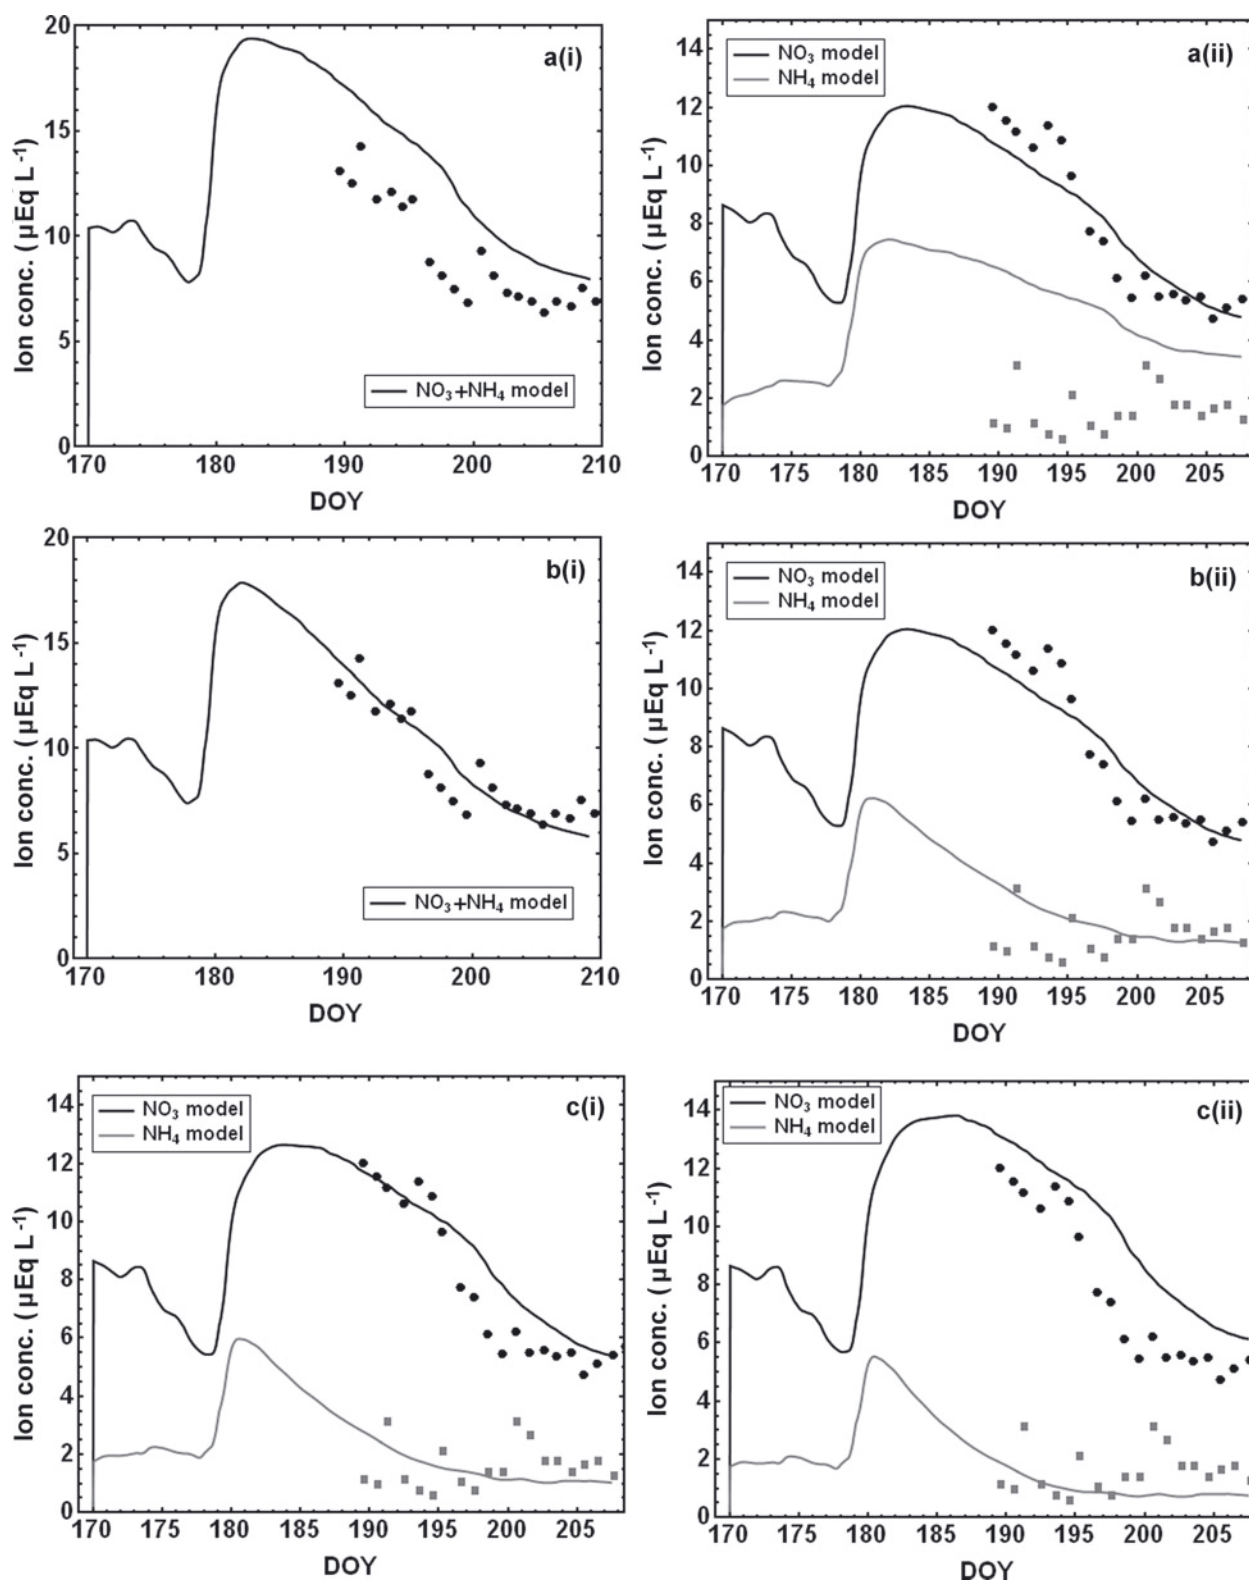 a(i)
20
15
10
5
0
Ion conc. ( µEq L⁻¹)
NO₃+NH₄ model
170 180 190 200 210
DOY
a(ii)
NO₃ model
NH₄ model
14
12
10
8
6
4
2
0
Ion conc. ( µEq L⁻¹)
170 175 180 185 190 195 200 205
DOY
b(i)
20
15
10
5
0
Ion conc. ( µEq L⁻¹)
NO₃+NH₄ model
170 180 190 200 210
DOY
b(ii)
NO₃ model
NH₄ model
14
12
10
8
6
4
2
0
Ion conc. ( µEq L⁻¹)
170 175 180 185 190 195 200 205
DOY
c(i)
NO₃ model
NH₄ model
14
12
10
8
6
4
2
0
Ion conc. ( µEq L⁻¹)
170 175 180 185 190 195 200 205
DOY
c(ii)
NO₃ model
NH₄ model
14
12
10
8
6
4
2
0
Ion conc. ( µEq L⁻¹)
170 175 180 185 190 195 200 205
DOY